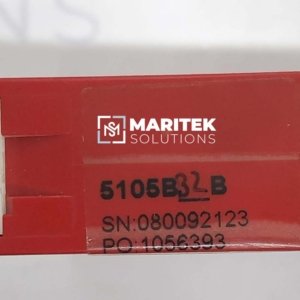 MARITEK
SOLUTIONS
5105B32B
SN:080092123
PO:1056393